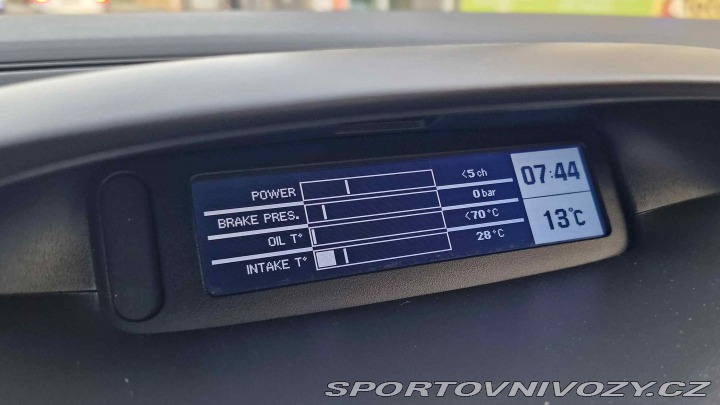 POWER <5 ch
BRAKE PRES. 0 bar
OIL T° <70 °C
INTAKE T° 28 °C
07:44
13°C
SPORTOVNIVOZY.CZ